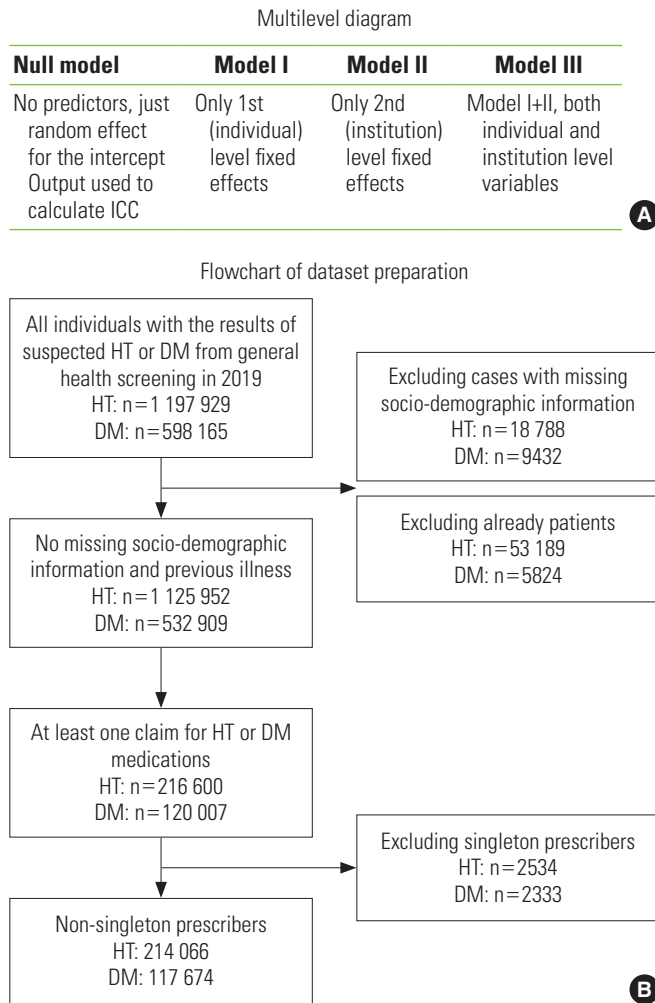 Multilevel diagram
Null model Model I Model II Model III
No predictors, just Only 1st Only 2nd Model I+II, both
random effect (individual) (institution) individual and
for the intercept level fixed level fixed institution level
Output used to effects effects variables
calculate ICC
A
Flowchart of dataset preparation
All individuals with the results of
suspected HT or DM from general
health screening in 2019
HT: n=1 197 929
DM: n=598 165
Excluding cases with missing
socio-demographic information
HT: n=18 788
DM: n=9432
Excluding already patients
HT: n=53 189
DM: n=5824
No missing socio-demographic
information and previous illness
HT: n=1 125 952
DM: n=532 909
At least one claim for HT or DM
medications
HT: n=216 600
DM: n=120 007
Excluding singleton prescribers
HT: n=2534
DM: n=2333
Non-singleton prescribers
HT: 214 066
DM: 117 674
B